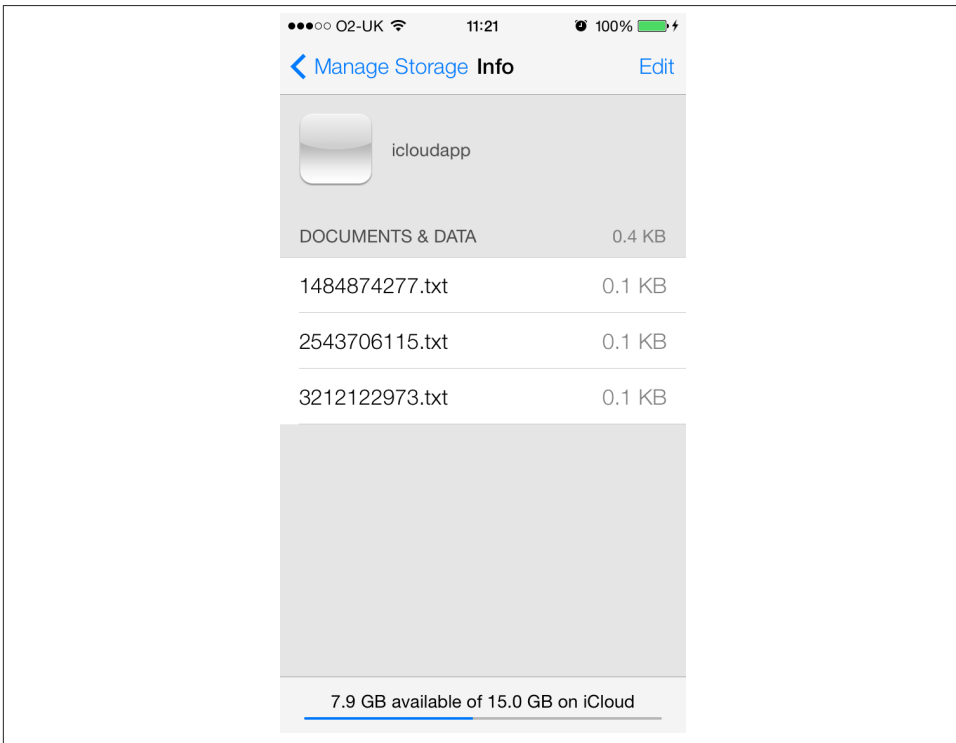 O2-UK 11:21 100%
Manage Storage Info Edit
icloudapp
DOCUMENTS & DATA 0.4 KB
1484874277.txt 0.1 KB
2543706115.txt 0.1 KB
3212122973.txt 0.1 KB
7.9 GB available of 15.0 GB on iCloud